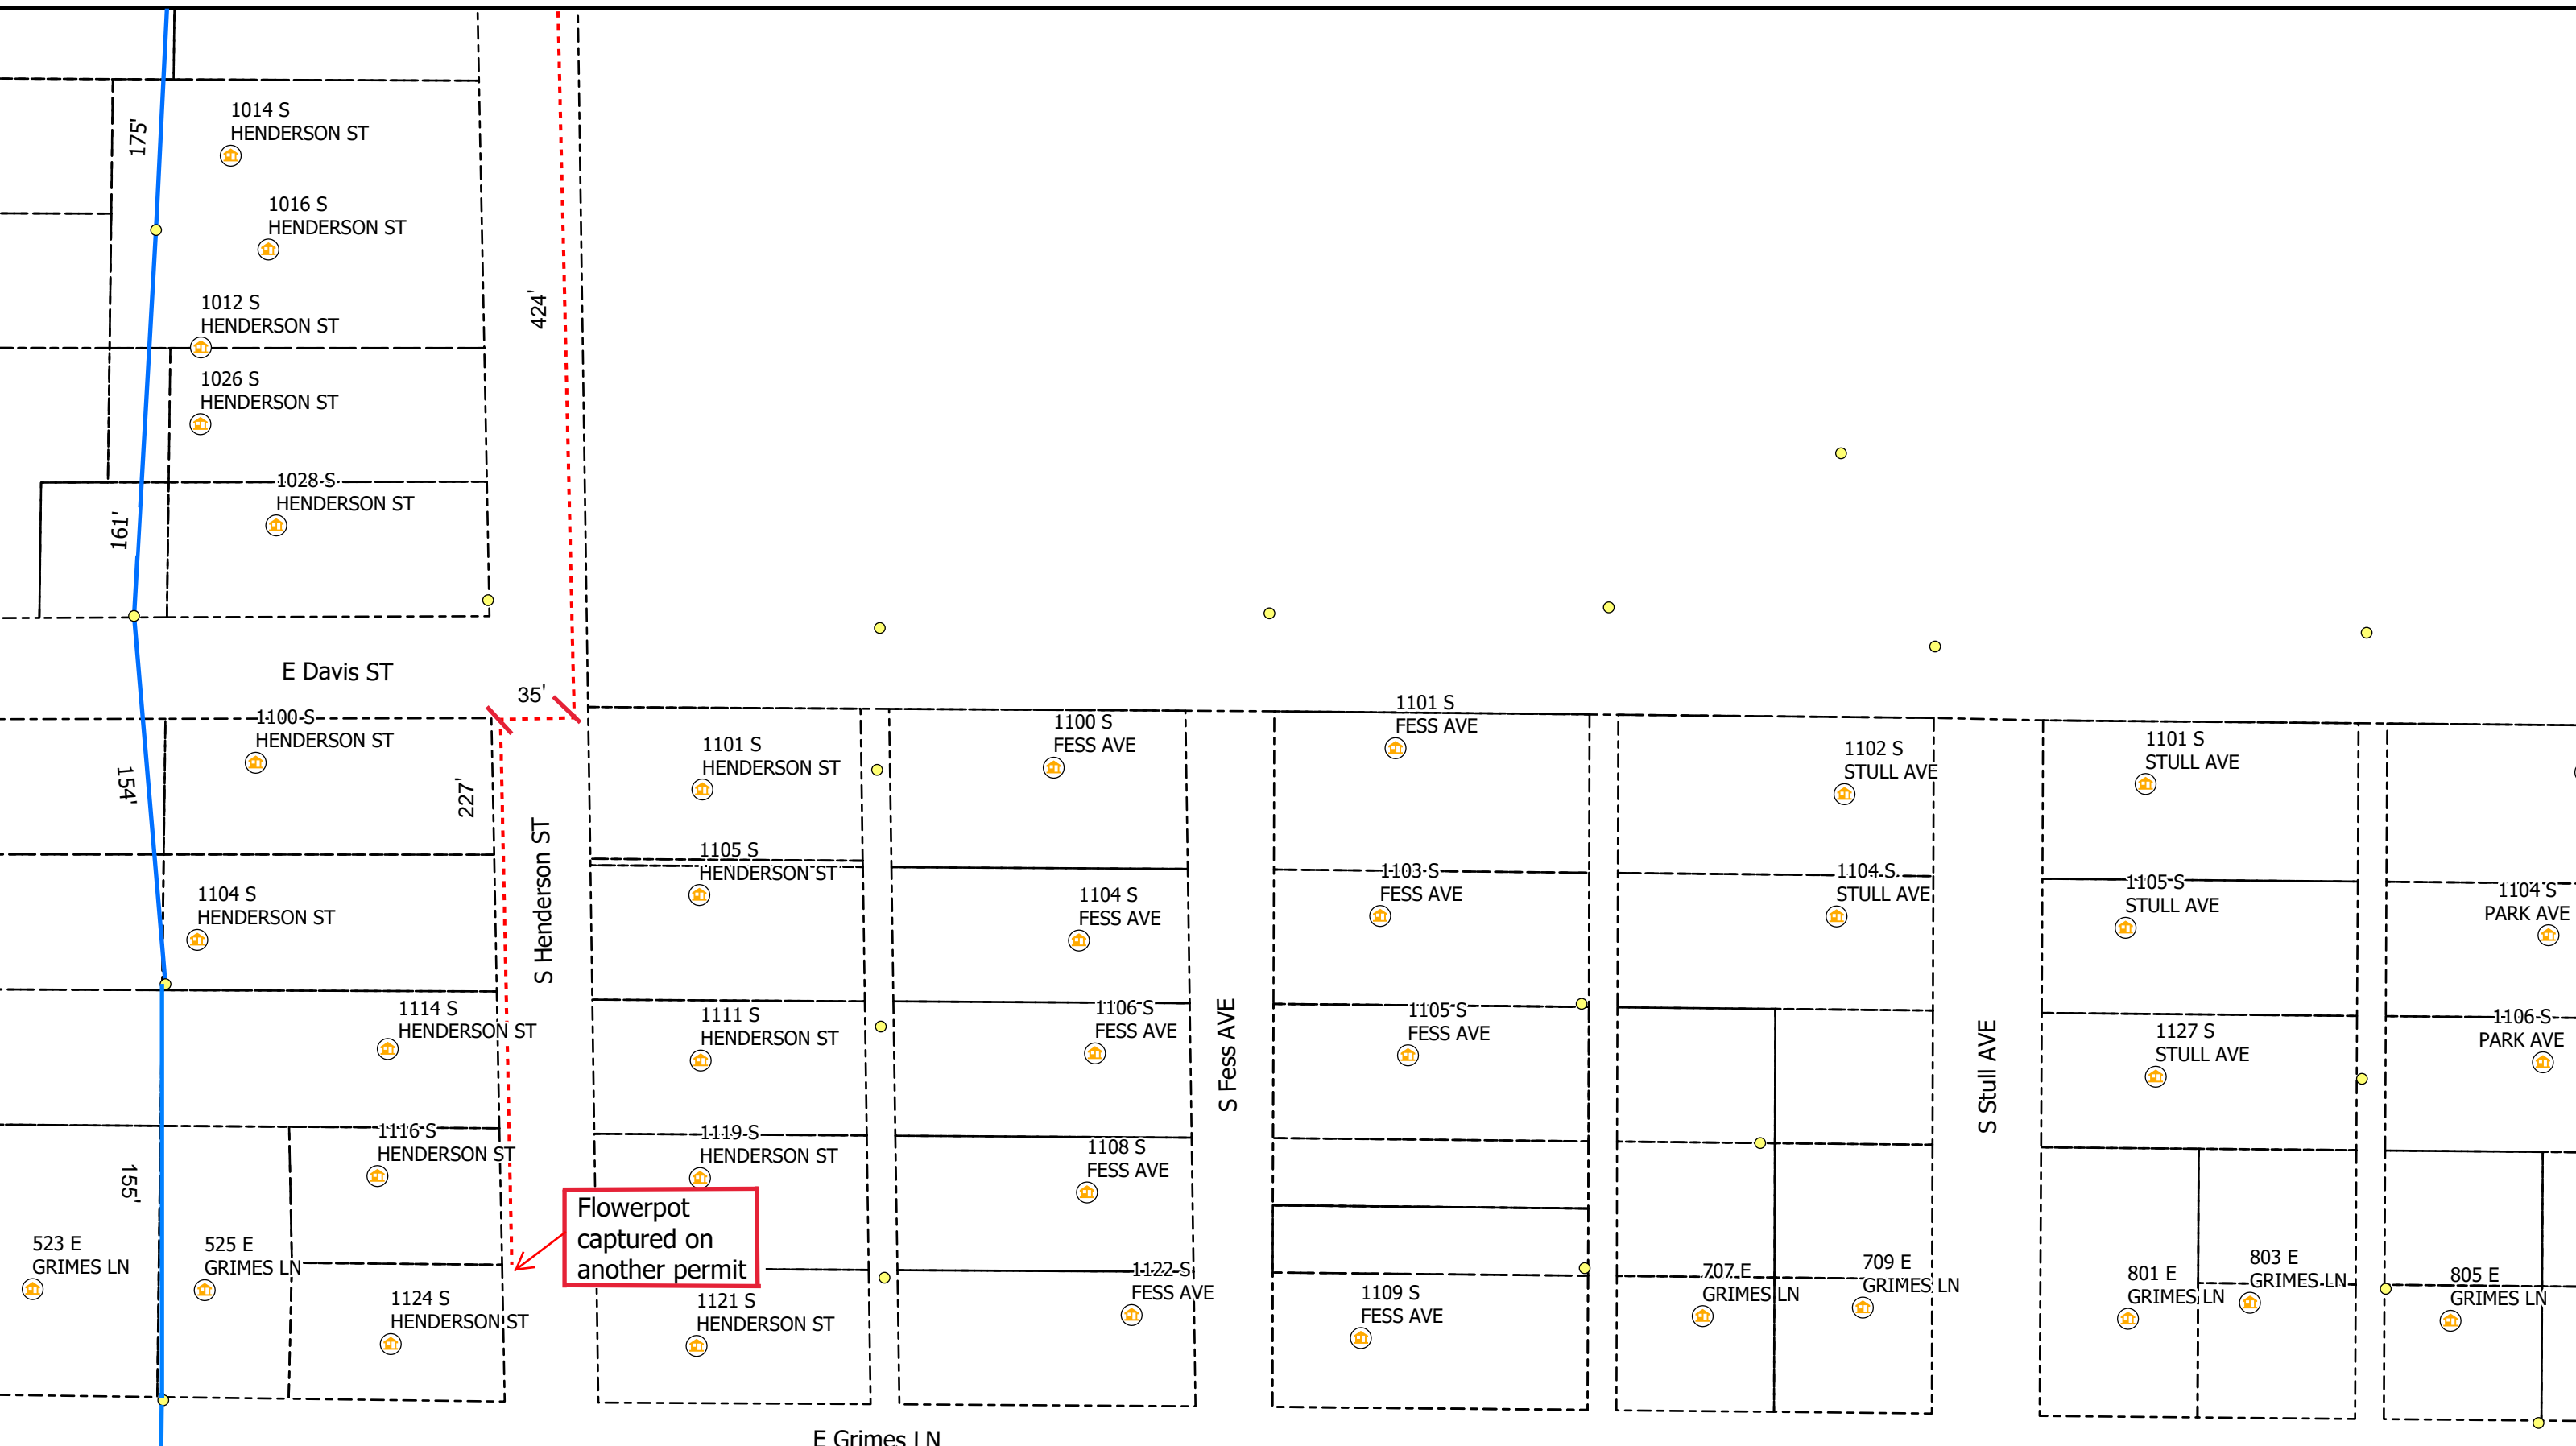 175'
1014 S
HENDERSON ST
1016 S
HENDERSON ST
1012 S
HENDERSON ST
424'
1026 S
HENDERSON ST
1028 S
HENDERSON ST
161'
E Davis ST
35'
1100 S
HENDERSON ST
154'
227'
1101 S
HENDERSON ST
1100 S
FESS AVE
1101 S
FESS AVE
1102 S
STULL AVE
1101 S
STULL AVE
1104 S
HENDERSON ST
S Henderson ST
1105 S
HENDERSON ST
1104 S
FESS AVE
1103 S
FESS AVE
1104 S
STULL AVE
1105 S
STULL AVE
1104 S
PARK AVE
1114 S
HENDERSON ST
1111 S
HENDERSON ST
1106 S
FESS AVE
S Fess AVE
1105 S
FESS AVE
S Stull AVE
1127 S
STULL AVE
1106 S
PARK AVE
155'
1116 S
HENDERSON ST
1119 S
HENDERSON ST
1108 S
FESS AVE
Flowerpot
captured on
another permit
523 E
GRIMES LN
525 E
GRIMES LN
1124 S
HENDERSON ST
1121 S
HENDERSON ST
1122 S
FESS AVE
1109 S
FESS AVE
707 E
GRIMES LN
709 E
GRIMES LN
801 E
GRIMES LN
803 E
GRIMES LN
805 E
GRIMES LN
E Grimes LN